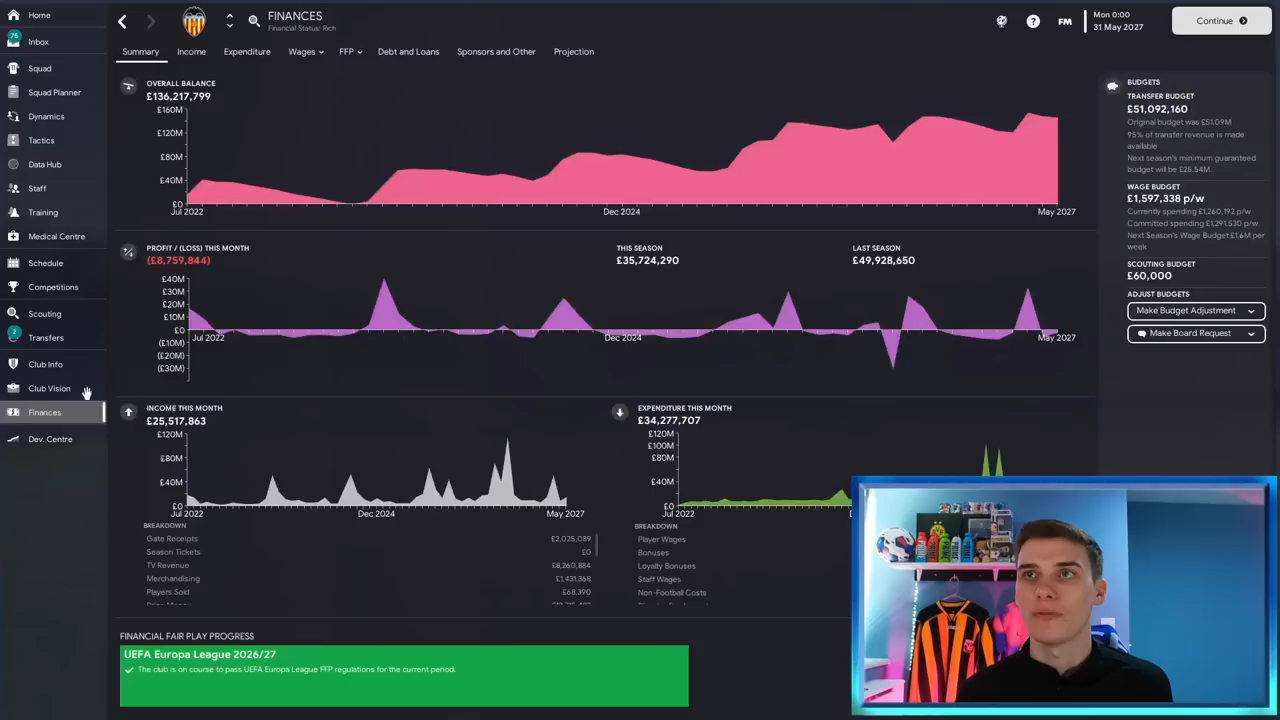 Home
76
Inbox
Squad
Squad Planner
Dynamics
Tactics
Data Hub
Staff
Training
Medical Centre
Schedule
Competitions
Scouting
2
Transfers
Club Info
Club Vision
Finances
Dev. Centre
FINANCES
Financial Status: Rich
?
FM
Mon 0:00
31 May 2027
Continue
Summary
Income
Expenditure
Wages
FFP
Debt and Loans
Sponsors and Other
Projection
OVERALL BALANCE
£136,217,799
£160M
£120M
£80M
£40M
£0
Jul 2022
Dec 2024
May 2027
PROFIT / (LOSS) THIS MONTH
(£8,759,844)
THIS SEASON
£35,724,290
LAST SEASON
£49,928,650
£40M
£30M
£20M
£10M
£0
(£10M)
(£20M)
(£30M)
Jul 2022
Dec 2024
May 2027
INCOME THIS MONTH
£25,517,863
£120M
£80M
£40M
£0
Jul 2022
Dec 2024
May 2027
BREAKDOWN
Gate Receipts £2,025,089
Season Tickets £0
TV Revenue £8,260,884
Merchandising £1,431,368
Players Sold £68,390
EXPENDITURE THIS MONTH
£34,277,707
£120M
£100M
£80M
£40M
£0
Jul 2022
BREAKDOWN
Player Wages
Bonuses
Loyalty Bonuses
Staff Wages
Non-Football Costs
FINANCIAL FAIR PLAY PROGRESS
UEFA Europa League 2026/27
The club is on course to pass UEFA Europa League FFP regulations for the current period.
BUDGETS
TRANSFER BUDGET
£51,092,160
Original budget was £51.09M
95% of transfer revenue is made
available
Next season's minimum guaranteed
budget will be £25.54M.
WAGE BUDGET
£1,597,338 p/w
Currently spending £1,260,192 p/w
Committed spending £1,291,530 p/w
Next Season's Wage Budget £1.6M per
week
SCOUTING BUDGET
£60,000
ADJUST BUDGETS
Make Budget Adjustment
Make Board Request